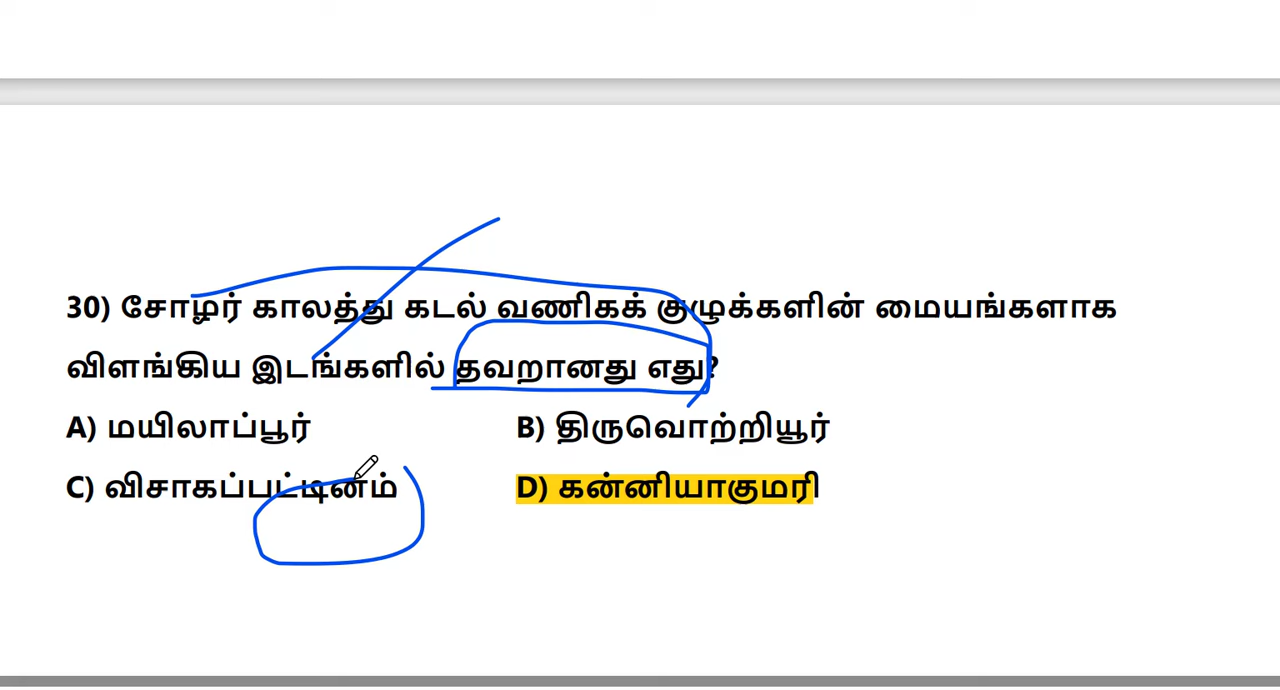 30) சோழர் காலத்து கடல் வணிகக் குழுக்களின் மையங்களாக
விளங்கிய இடங்களில் தவறானது எது?
A) மயிலாப்பூர் B) திருவொற்றியூர்
C) விசாகப்பட்டினம் D) கன்னியாகுமரி